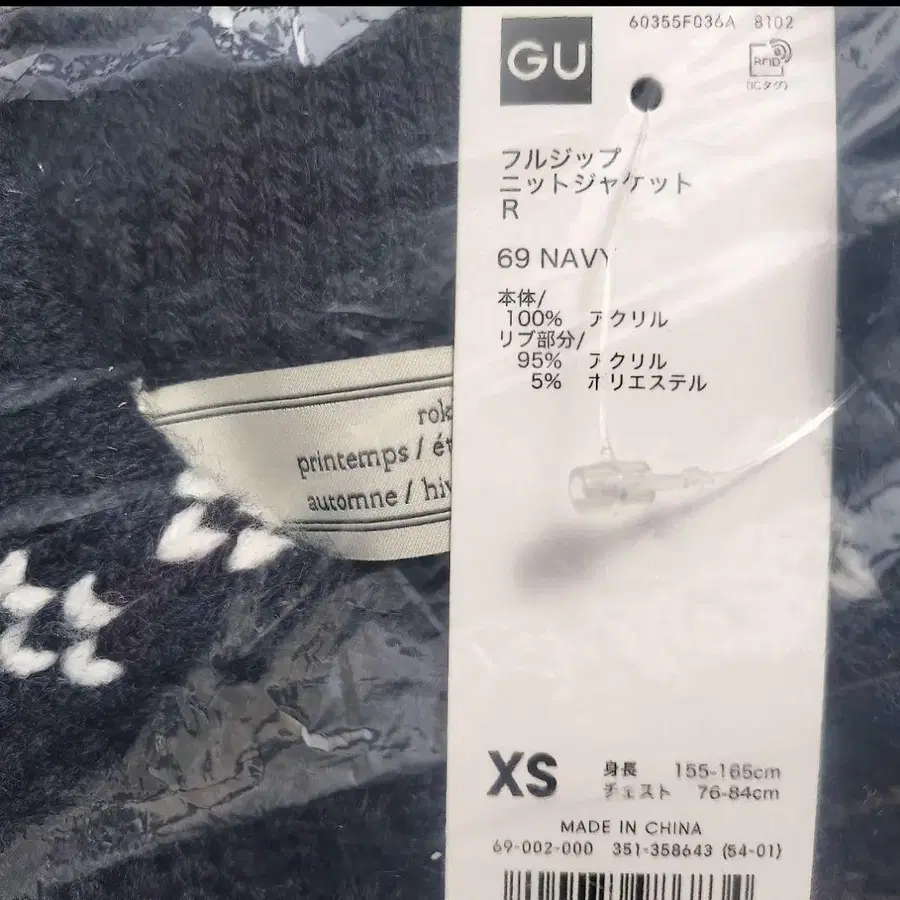 60355F036A 8102
GU
RFID
(ICタグ)
フルジップ
ニットジャケット
R
69 NAVY
本体/
100% アクリル
リブ部分/
95% アクリル
5% ポリエステル
rok
printemps / ét
automne / hiv
XS
身長 155-165cm
チェスト 76-84cm
MADE IN CHINA
69-002-000 351-358643 (54-01)